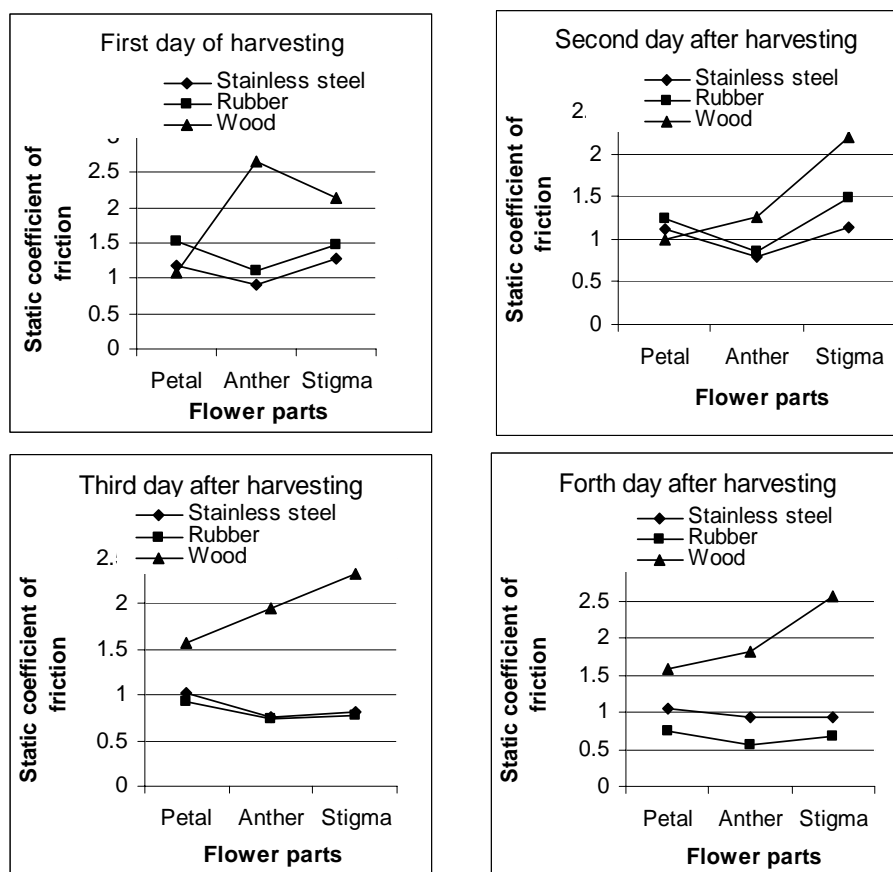 First day of harvesting
Stainless steel
Rubber
Wood
2.5
2
1.5
1
0.5
0
Static coefficient of
friction
Petal Anther Stigma
Flower parts
Second day after harvesting
Stainless steel
Rubber
Wood
2
1.5
1
0.5
0
Static coefficient of
friction
Petal Anther Stigma
Flower parts
Third day after harvesting
Stainless steel
Rubber
Wood
2
1.5
1
0.5
0
Static coefficient of
friction
Petal Anther Stigma
Flower parts
Forth day after harvesting
Stainless steel
Rubber
Wood
2.5
2
1.5
1
0.5
0
Static coefficient of
friction
Petal Anther Stigma
Flower parts